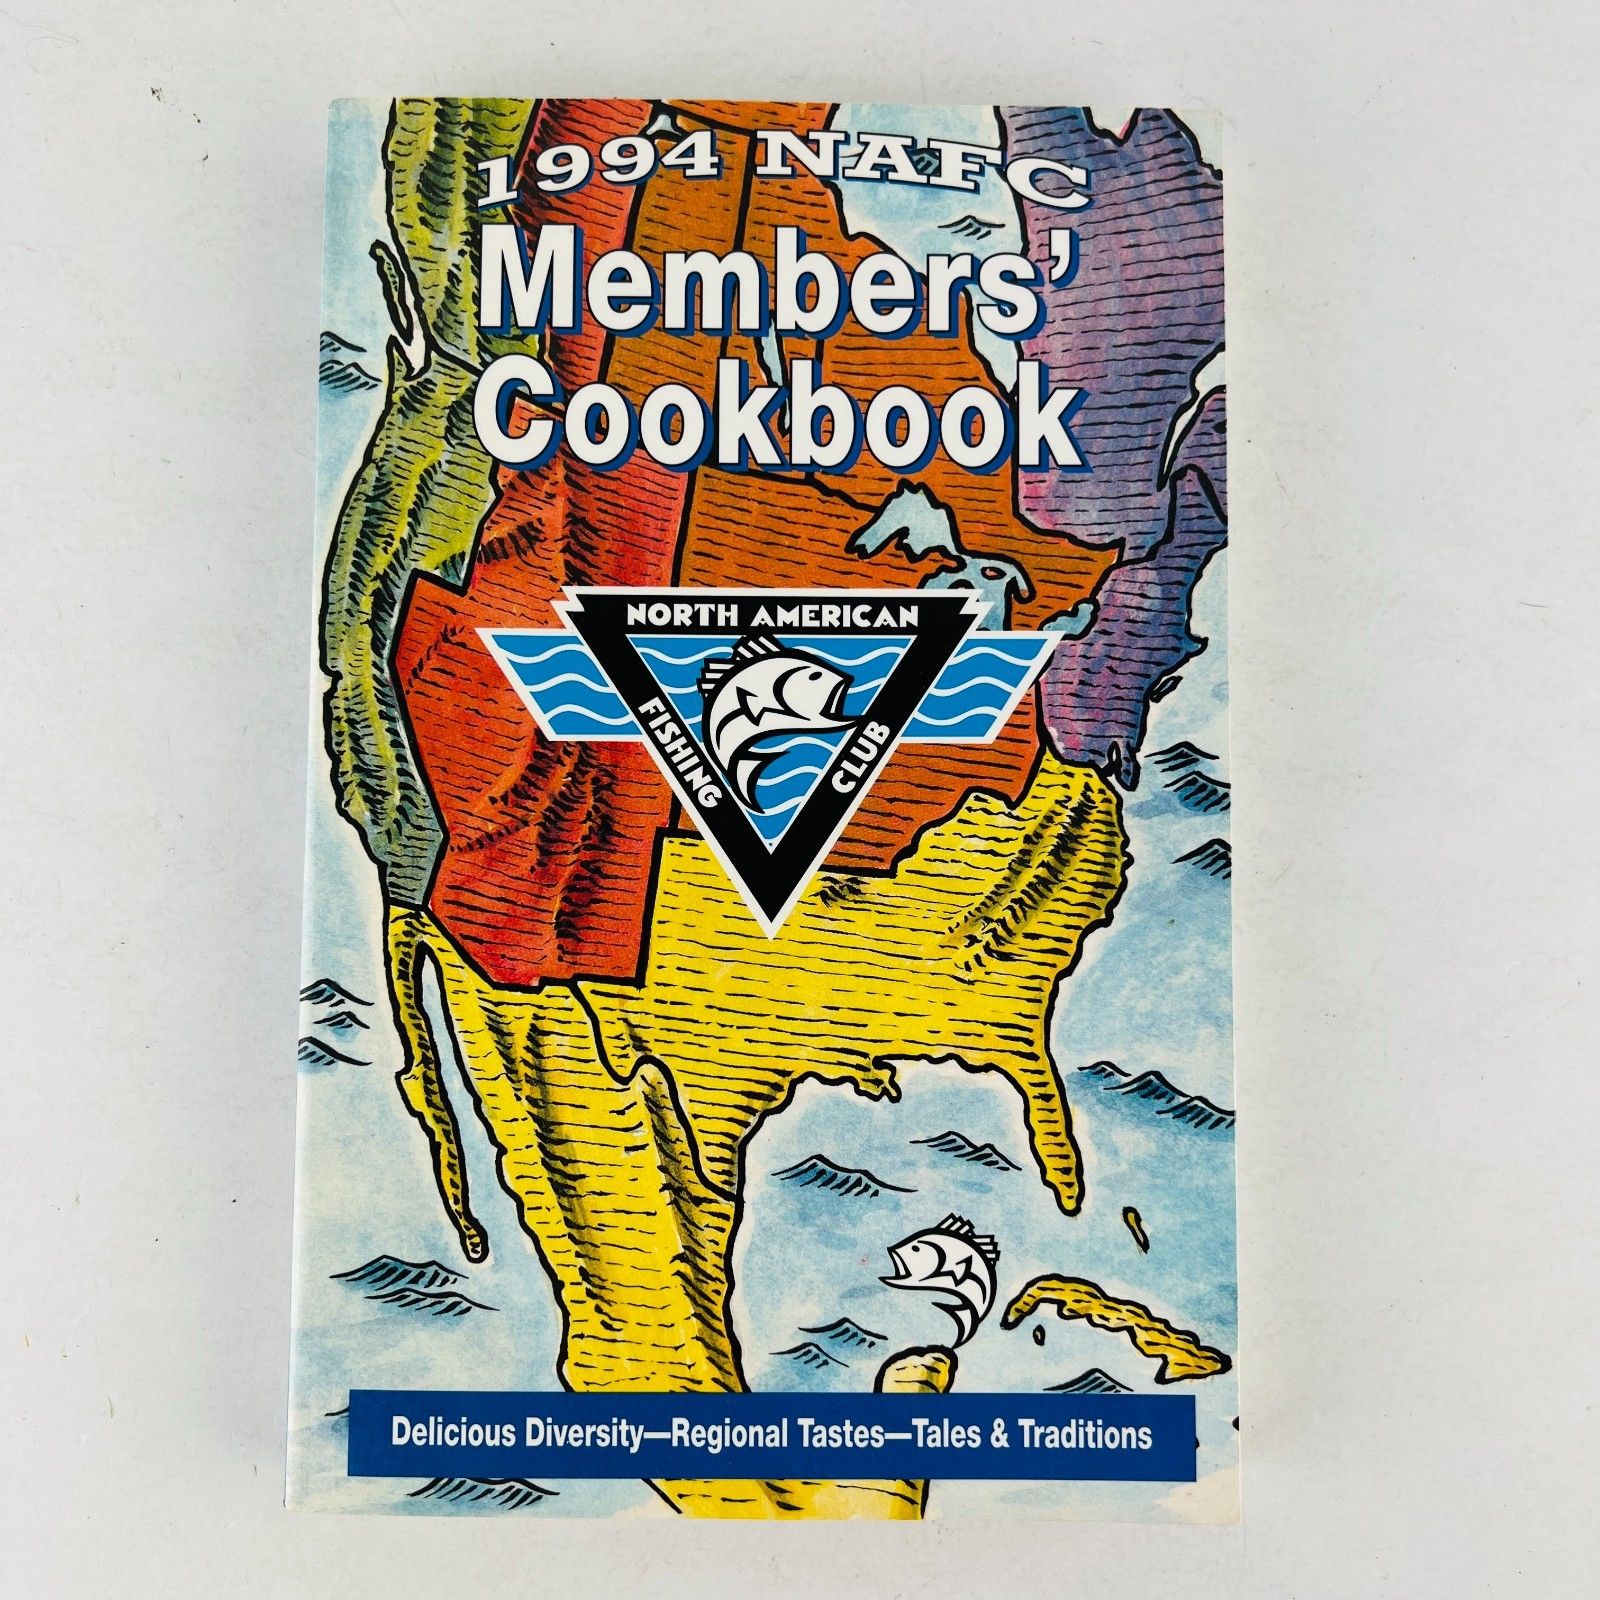 1994 NAFC
Members'
Cookbook
NORTH AMERICAN
FISHING
CLUB
Delicious Diversity—Regional Tastes—Tales & Traditions